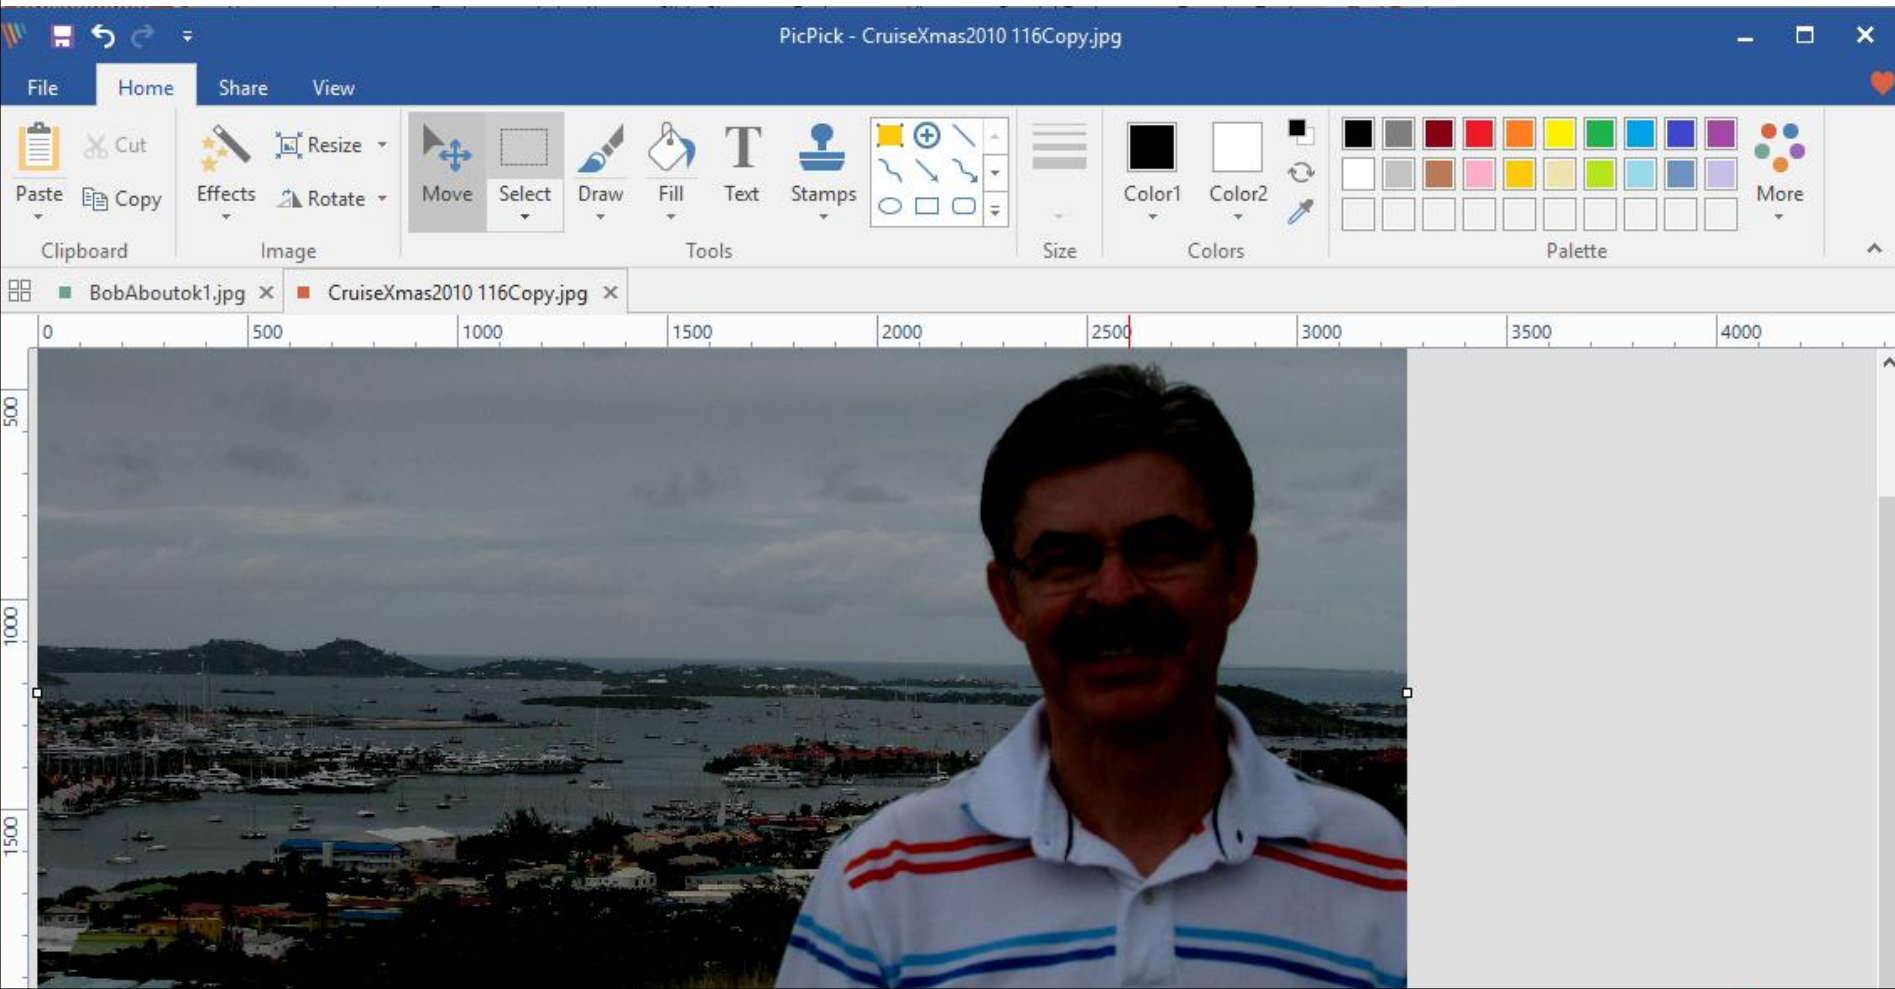 PicPick - CruiseXmas2010 116Copy.jpg
File Home Share View
Paste
Cut
Copy
Clipboard
Effects
Resize
Rotate
Image
Move
Select
Draw
Fill
Text
Stamps
Tools
Size
Color1
Color2
Colors
More
Palette
BobAboutok1.jpg CruiseXmas2010 116Copy.jpg
0 500 1000 1500 2000 2500 3000 3500 4000
500
1000
1500